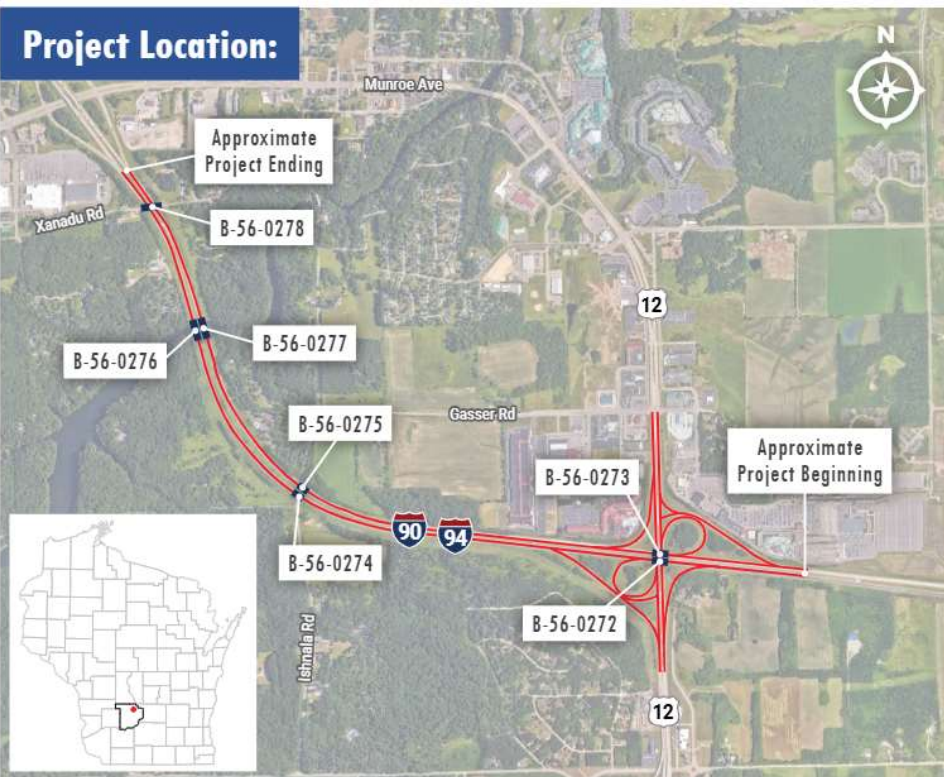 Project Location:
N
Munroe Ave
Approximate
Project Ending
Xanadu Rd
B-56-0278
12
B-56-0277
B-56-0276
Gasser Rd
B-56-0275
Approximate
Project Beginning
B-56-0273
90
94
B-56-0274
B-56-0272
Ishnala Rd
12